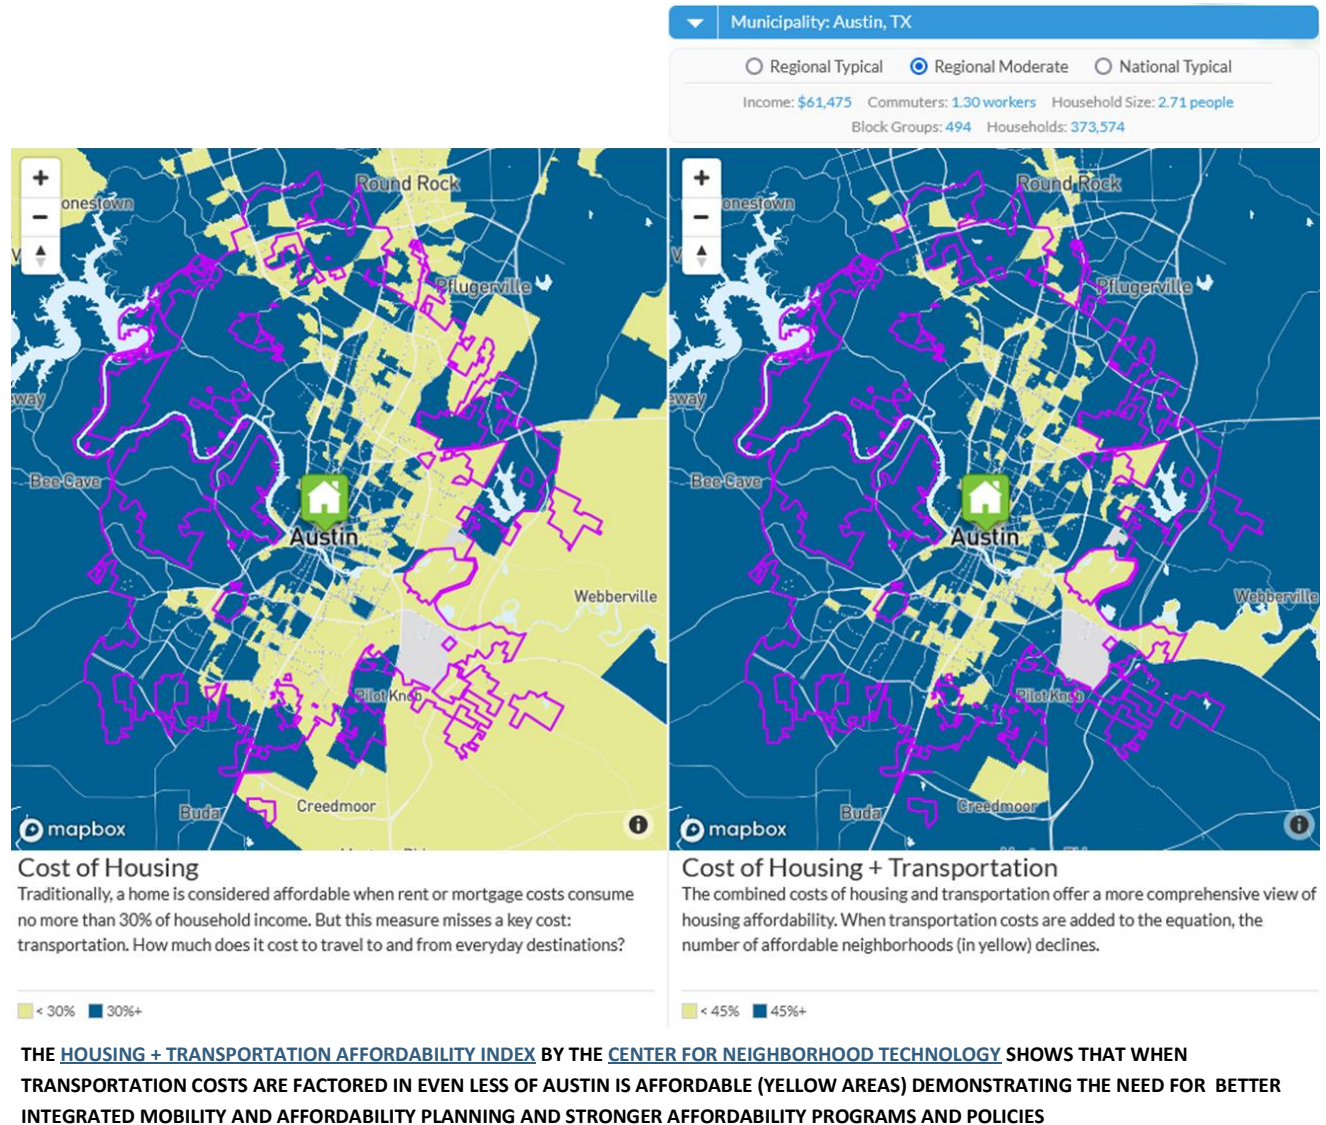 Municipality: Austin, TX
Regional Typical Regional Moderate National Typical
Income: $61,475 Commuters: 1.30 workers Household Size: 2.71 people
Block Groups: 494 Households: 373,574
+
−
Round Rock
onestown
V
Pflugerville
eway
Bee Cave
Austin
Webberville
Pilot Knob
Buda
Creedmoor
mapbox
i
+
−
Round Rock
onestown
V
Pflugerville
eway
Bee Cave
Austin
Webberville
Pilot Knob
Buda
Creedmoor
mapbox
i
Cost of Housing
Traditionally, a home is considered affordable when rent or mortgage costs consume
no more than 30% of household income. But this measure misses a key cost:
transportation. How much does it cost to travel to and from everyday destinations?
< 30% 30%+
Cost of Housing + Transportation
The combined costs of housing and transportation offer a more comprehensive view of
housing affordability. When transportation costs are added to the equation, the
number of affordable neighborhoods (in yellow) declines.
< 45% 45%+
THE HOUSING + TRANSPORTATION AFFORDABILITY INDEX BY THE CENTER FOR NEIGHBORHOOD TECHNOLOGY SHOWS THAT WHEN
TRANSPORTATION COSTS ARE FACTORED IN EVEN LESS OF AUSTIN IS AFFORDABLE (YELLOW AREAS) DEMONSTRATING THE NEED FOR BETTER
INTEGRATED MOBILITY AND AFFORDABILITY PLANNING AND STRONGER AFFORDABILITY PROGRAMS AND POLICIES